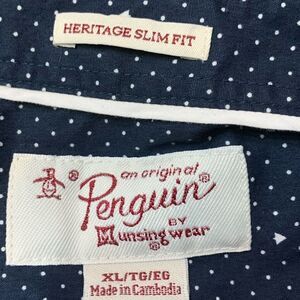 HERITAGE SLIM FIT
an original
Penguin®
BY
Munsingwear
®
XL/TG/EG
Made in Cambodia